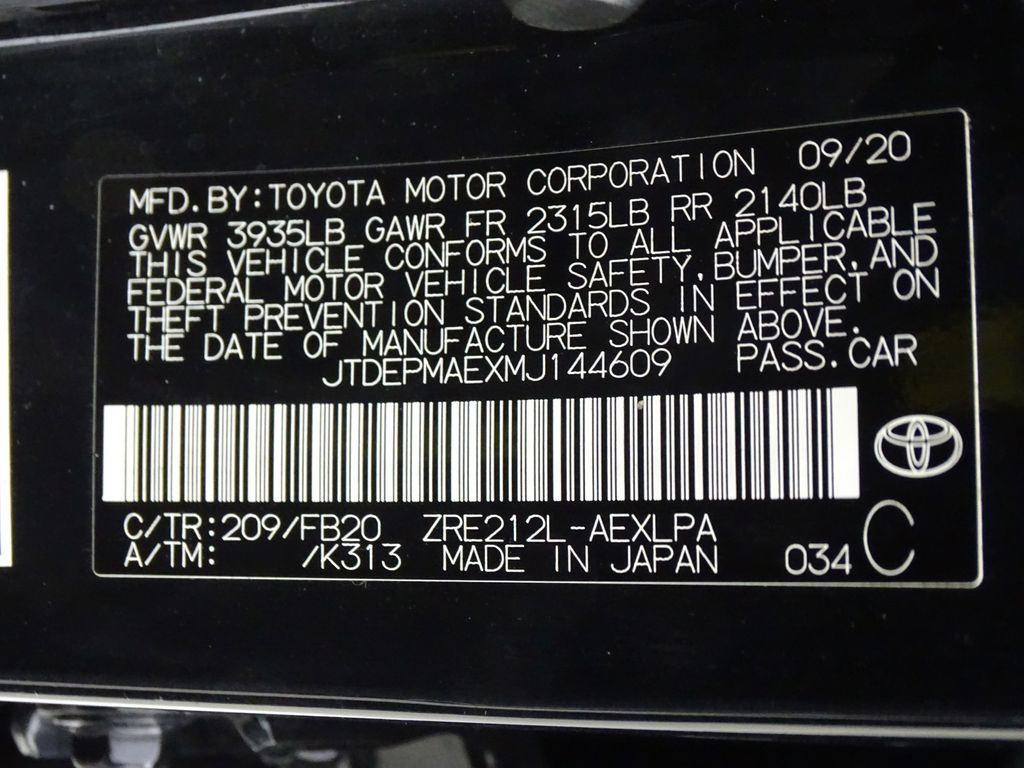 MFD. BY: TOYOTA MOTOR CORPORATION 09/20
GVWR 3935LB GAWR FR 2315LB RR 2140LB
THIS VEHICLE CONFORMS TO ALL APPLICABLE
FEDERAL MOTOR VEHICLE SAFETY, BUMPER, AND
THEFT PREVENTION STANDARDS IN EFFECT ON
THE DATE OF MANUFACTURE SHOWN ABOVE.
JTDEPMAEXMJ144609 PASS. CAR
C/TR: 209/FB20 ZRE212L-AEXLPA
A/TM: /K313 MADE IN JAPAN 034 C